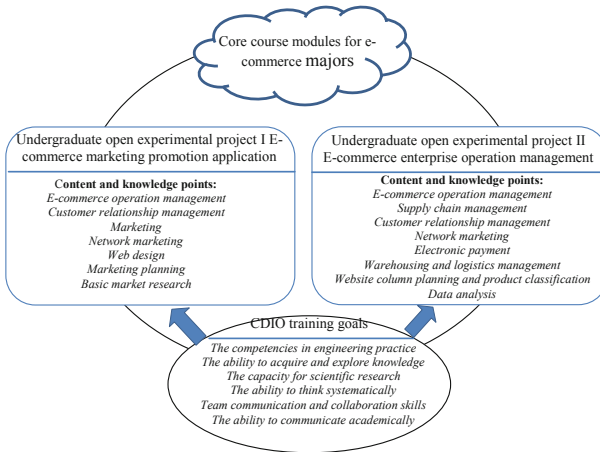 Core course modules for e-
commerce majors
Undergraduate open experimental project I E-
commerce marketing promotion application
Content and knowledge points:
E-commerce operation management
Customer relationship management
Marketing
Network marketing
Web design
Marketing planning
Basic market research
Undergraduate open experimental project II
E-commerce enterprise operation management
Content and knowledge points:
E-commerce operation management
Supply chain management
Customer relationship management
Network marketing
Electronic payment
Warehousing and logistics management
Website column planning and product classification
Data analysis
CDIO training goals
The competencies in engineering practice
The ability to acquire and explore knowledge
The capacity for scientific research
The ability to think systematically
Team communication and collaboration skills
The ability to communicate academically